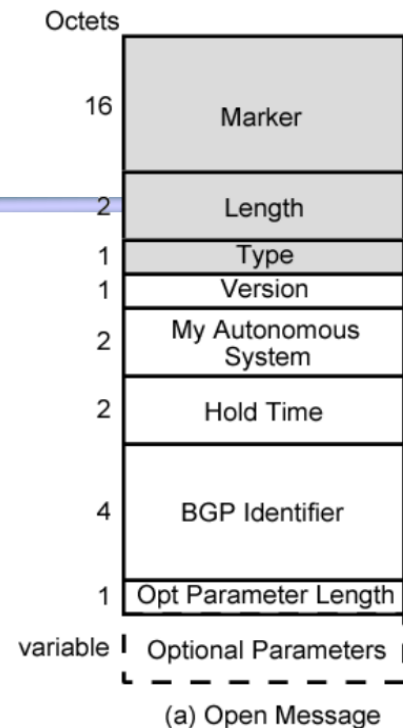 Octets
16 Marker
2 Length
1 Type
1 Version
2 My Autonomous
System
2 Hold Time
4 BGP Identifier
1 Opt Parameter Length
variable Optional Parameters
(a) Open Message